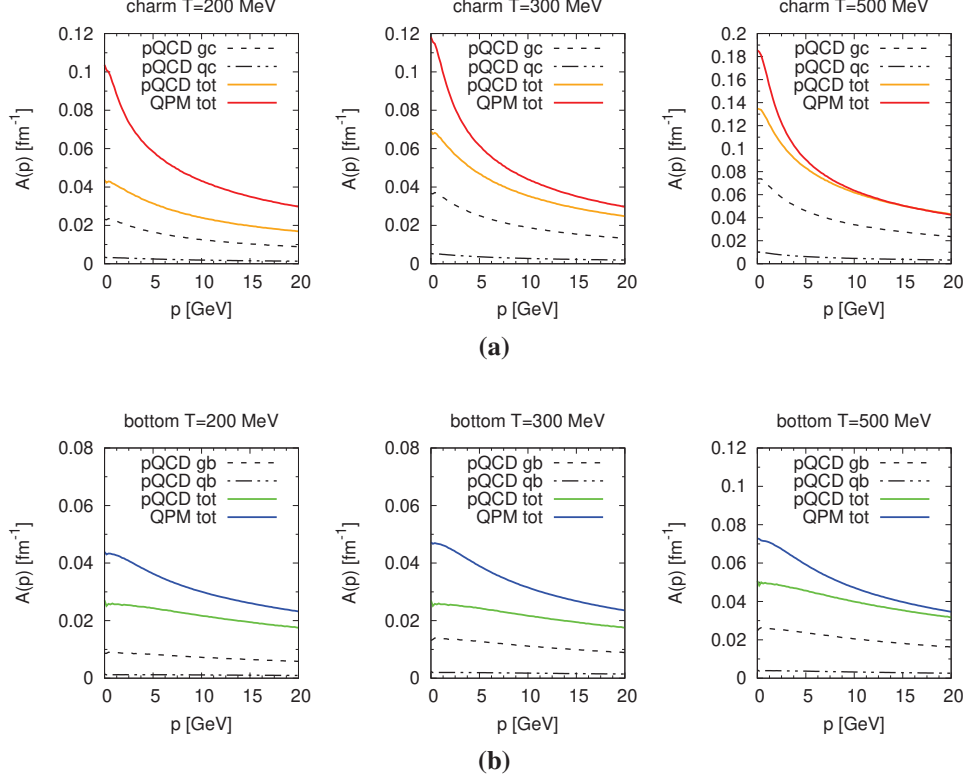 charm T=200 MeV
A(p) [fm-1]
0.12
0.1
0.08
0.06
0.04
0.02
0
pQCD gc
pQCD qc
pQCD tot
QPM tot
0 5 10 15 20
p [GeV]
charm T=300 MeV
A(p) [fm-1]
0.12
0.1
0.08
0.06
0.04
0.02
0
pQCD gc
pQCD qc
pQCD tot
QPM tot
0 5 10 15 20
p [GeV]
charm T=500 MeV
A(p) [fm-1]
0.2
0.18
0.16
0.14
0.12
0.1
0.08
0.06
0.04
0.02
0
pQCD gc
pQCD qc
pQCD tot
QPM tot
0 5 10 15 20
p [GeV]
(a)
bottom T=200 MeV
A(p) [fm-1]
0.08
0.06
0.04
0.02
0
pQCD gb
pQCD qb
pQCD tot
QPM tot
0 5 10 15 20
p [GeV]
bottom T=300 MeV
A(p) [fm-1]
0.08
0.06
0.04
0.02
0
pQCD gb
pQCD qb
pQCD tot
QPM tot
0 5 10 15 20
p [GeV]
bottom T=500 MeV
A(p) [fm-1]
0.12
0.1
0.08
0.06
0.04
0.02
0
pQCD gb
pQCD qb
pQCD tot
QPM tot
0 5 10 15 20
p [GeV]
(b)